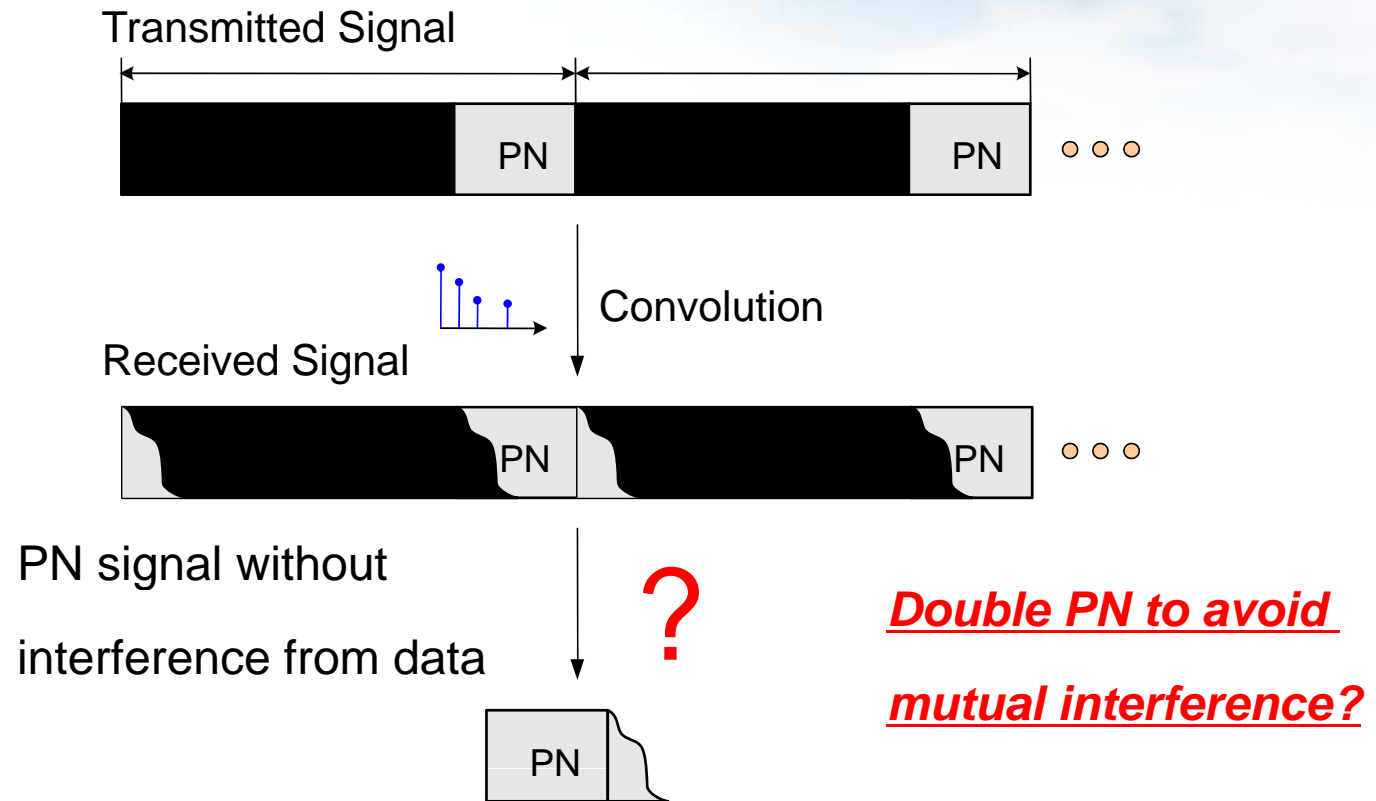 Transmitted Signal
PN
PN
Convolution
Received Signal
PN
PN
PN signal without
interference from data
?
Double PN to avoid
mutual interference?
PN